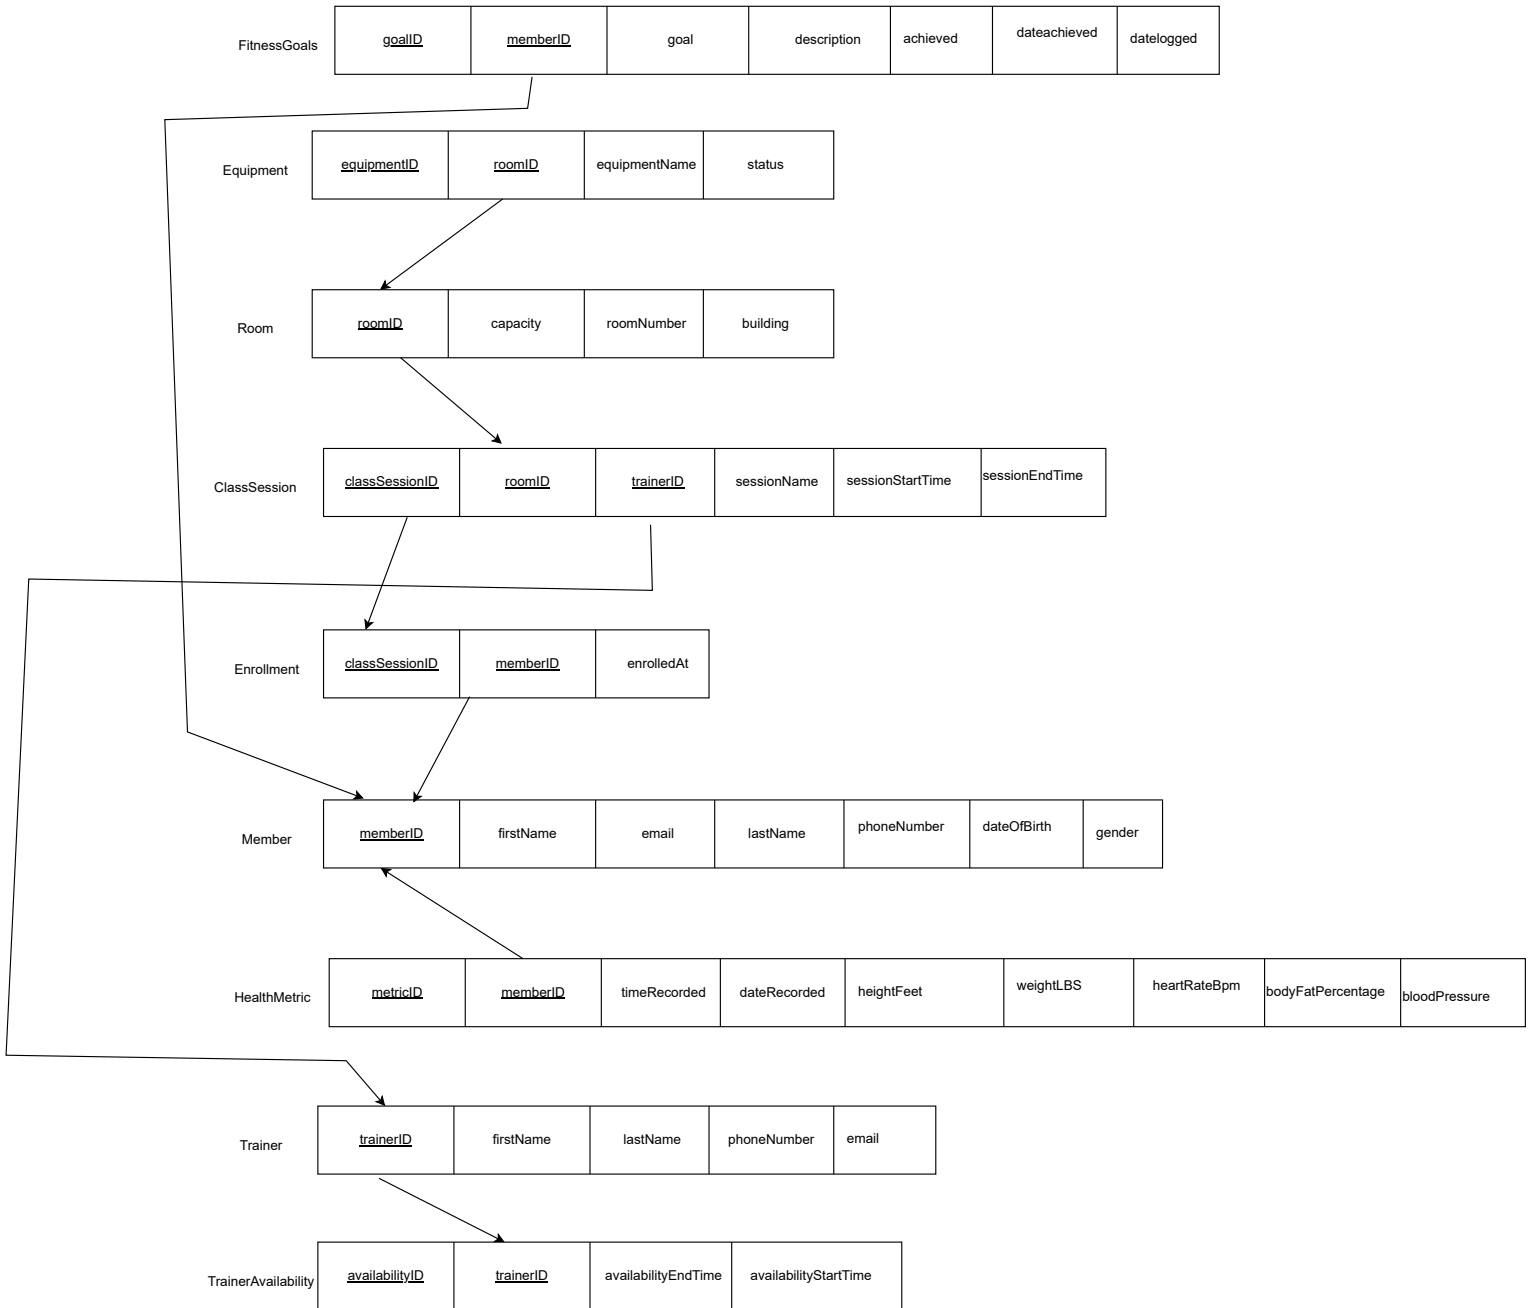 FitnessGoals goalID memberID goal description achieved dateachieved datelogged
Equipment equipmentID roomID equipmentName status
Room roomID capacity roomNumber building
ClassSession classSessionID roomID trainerID sessionName sessionStartTime sessionEndTime
Enrollment classSessionID memberID enrolledAt
Member memberID firstName email lastName phoneNumber dateOfBirth gender
HealthMetric metricID memberID timeRecorded dateRecorded heightFeet weightLBS heartRateBpm bodyFatPercentage bloodPressure
Trainer trainerID firstName lastName phoneNumber email
TrainerAvailability availabilityID trainerID availabilityEndTime availabilityStartTime